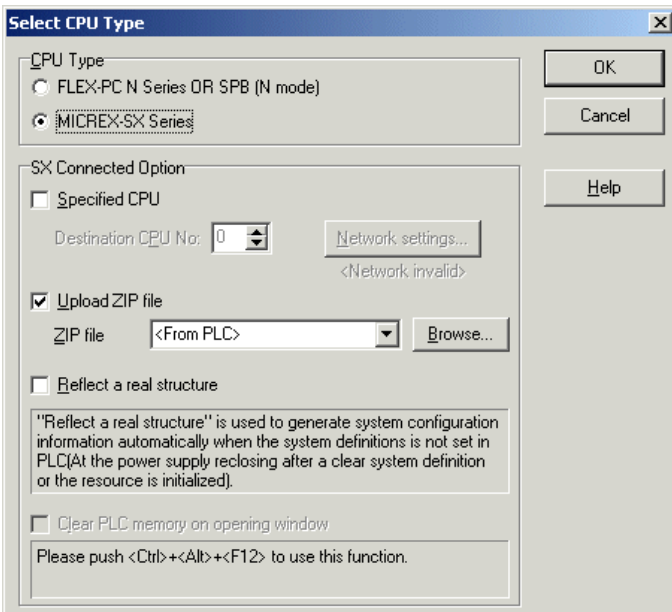 Select CPU Type
CPU Type
FLEX-PC N Series OR SPB (N mode)
MICREX-SX Series
OK
Cancel
Help
SX Connected Option
Specified CPU
Destination CPU No: 0
Network settings...
<Network invalid>
Upload ZIP file
ZIP file <From PLC> Browse...
Reflect a real structure
"Reflect a real structure" is used to generate system configuration
information automatically when the system definitions is not set in
PLC(At the power supply reclosing after a clear system definition
or the resource is initialized).
Clear PLC memory on opening window
Please push <Ctrl>+<Alt>+<F12> to use this function.